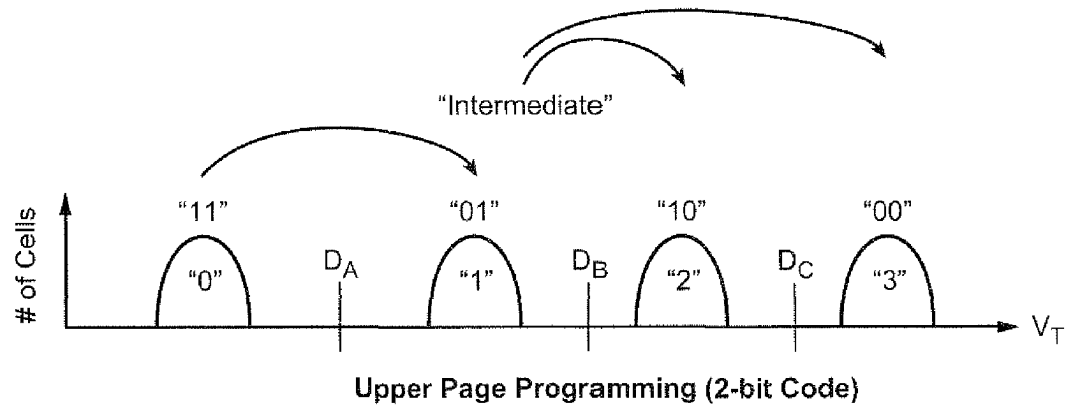 “Intermediate”
“11” “01” “10” “00”
D_A D_B D_C
“0” “1” “2” “3”
# of Cells
V_T
Upper Page Programming (2-bit Code)